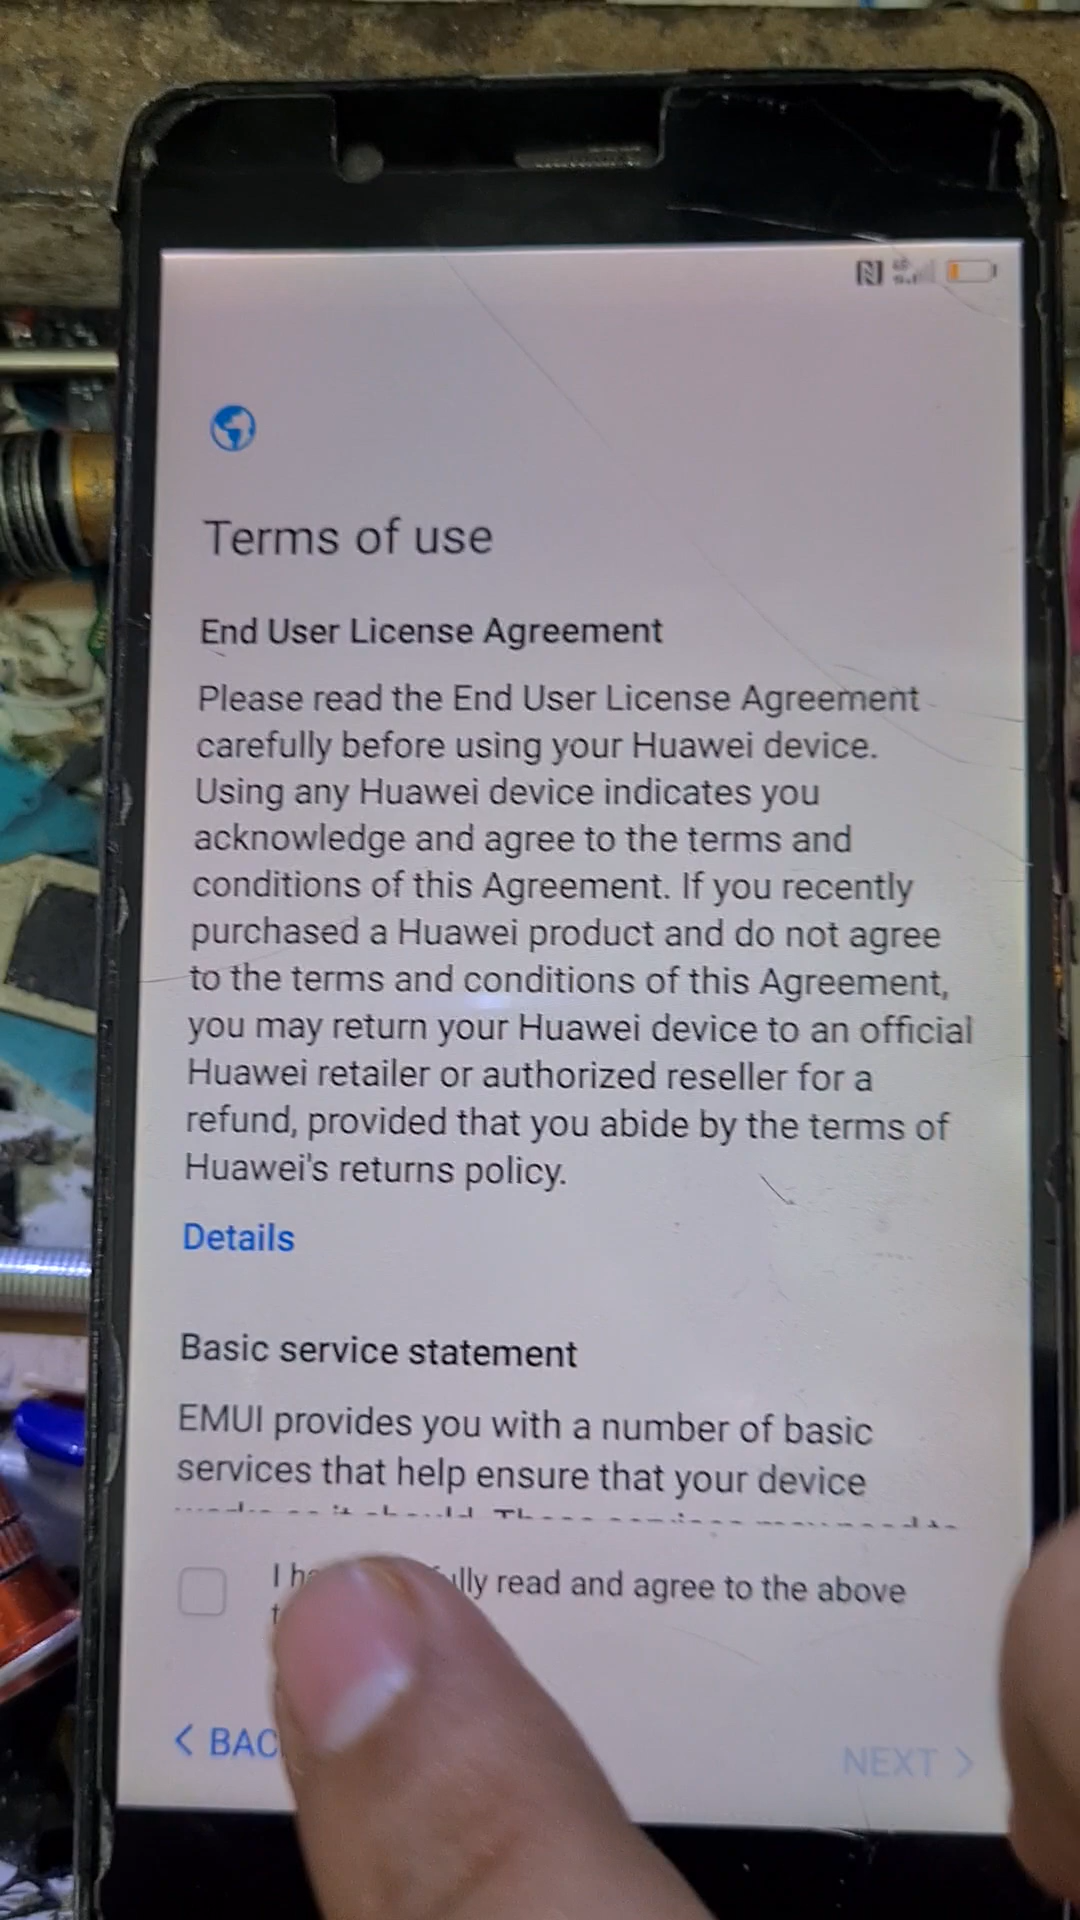 Terms of use
End User License Agreement
Please read the End User License Agreement
carefully before using your Huawei device.
Using any Huawei device indicates you
acknowledge and agree to the terms and
conditions of this Agreement. If you recently
purchased a Huawei product and do not agree
to the terms and conditions of this Agreement,
you may return your Huawei device to an official
Huawei retailer or authorized reseller for a
refund, provided that you abide by the terms of
Huawei's returns policy.
Details
Basic service statement
EMUI provides you with a number of basic
services that help ensure that your device
I read and agree to the above
< NEXT >